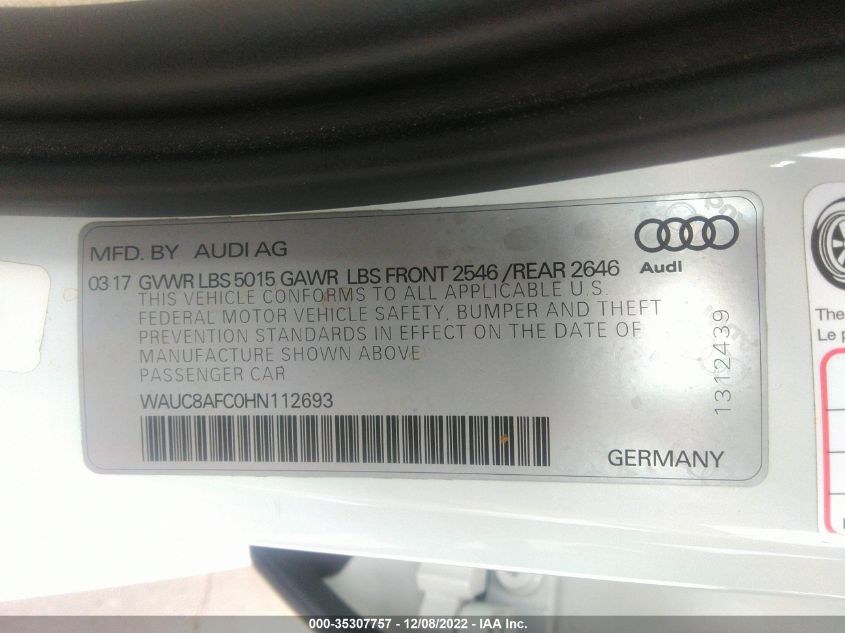 MFD. BY AUDI AG
Audi
03 17 GVWR LBS 5015 GAWR LBS FRONT 2546 /REAR 2646
THIS VEHICLE CONFORMS TO ALL APPLICABLE U.S.
FEDERAL MOTOR VEHICLE SAFETY, BUMPER AND THEFT
PREVENTION STANDARDS IN EFFECT ON THE DATE OF
MANUFACTURE SHOWN ABOVE
PASSENGER CAR
WAUC8AFC0HN112693
1312439
GERMANY
The
Le p
000-35307757 - 12/08/2022 - IAA Inc.